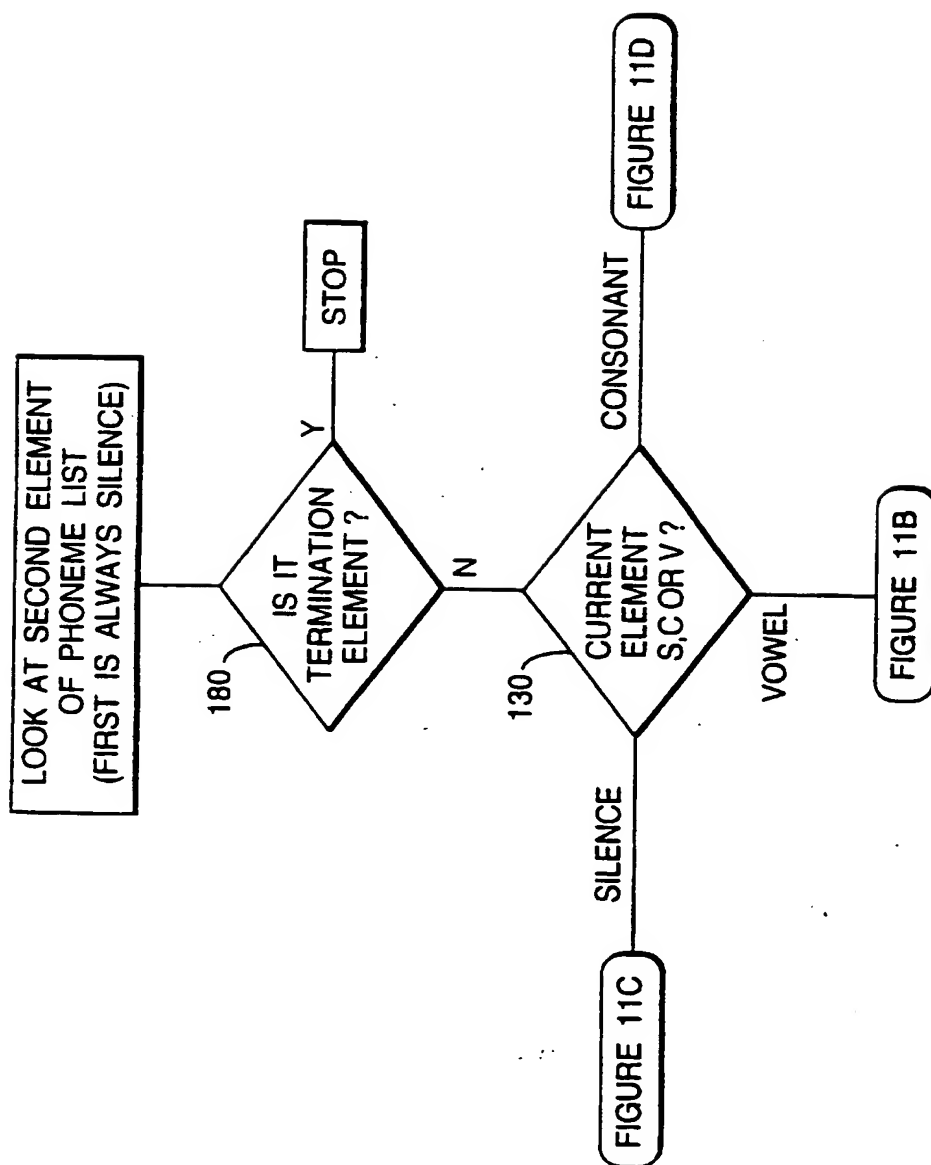 LOOK AT SECOND ELEMENT
OF PHONEME LIST
(FIRST IS ALWAYS SILENCE)
180
IS IT
TERMINATION
ELEMENT ?
Y
STOP
N
130
CURRENT
ELEMENT
S,C OR V ?
SILENCE
CONSONANT
VOWEL
FIGURE 11C
FIGURE 11D
FIGURE 11B